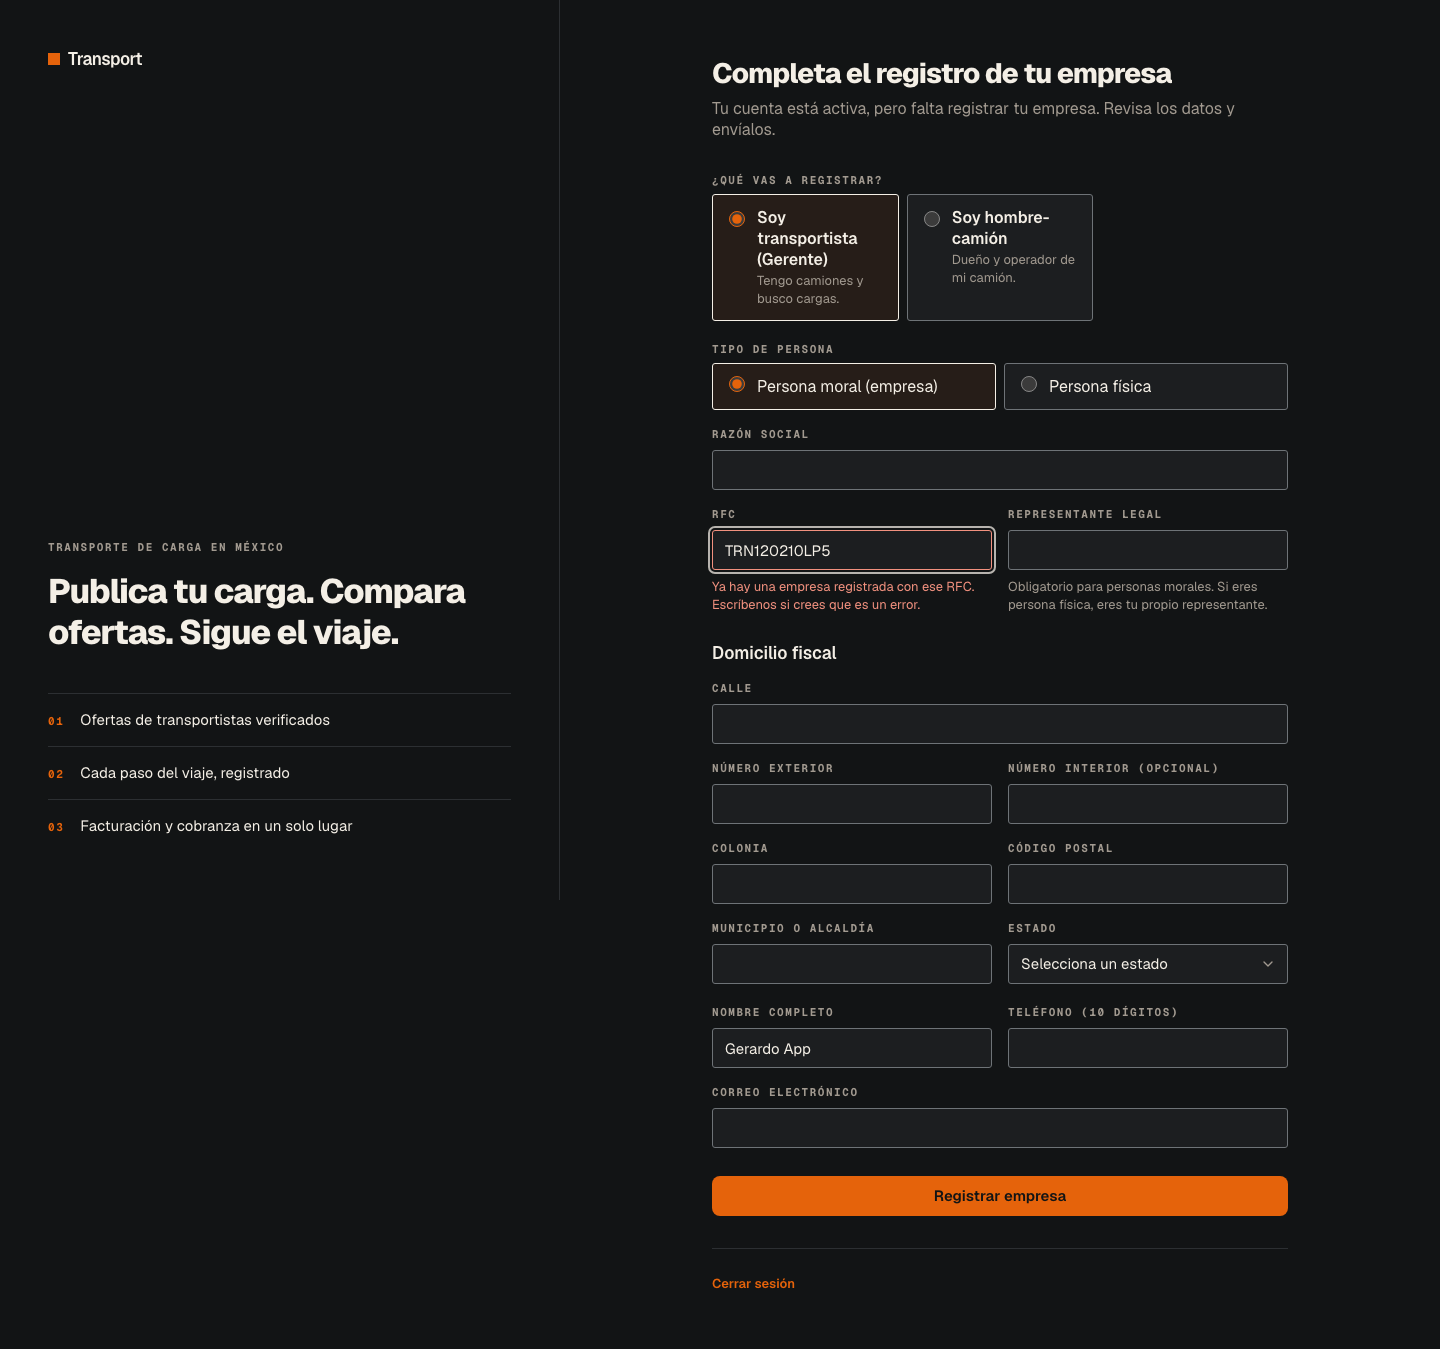 Transport
TRANSPORTE DE CARGA EN MÉXICO
Publica tu carga. Compara
ofertas. Sigue el viaje.
01 Ofertas de transportistas verificados
02 Cada paso del viaje, registrado
03 Facturación y cobranza en un solo lugar
Completa el registro de tu empresa
Tu cuenta está activa, pero falta registrar tu empresa. Revisa los datos y
envíalos.
¿QUÉ VAS A REGISTRAR?
Soy
transportista
(Gerente)
Tengo camiones y
busco cargas.
Soy hombre-
camión
Dueño y operador de
mi camión.
TIPO DE PERSONA
Persona moral (empresa)
Persona física
RAZÓN SOCIAL
RFC
TRN120210LP5
Ya hay una empresa registrada con ese RFC.
Escríbenos si crees que es un error.
REPRESENTANTE LEGAL
Obligatorio para personas morales. Si eres
persona física, eres tu propio representante.
Domicilio fiscal
CALLE
NÚMERO EXTERIOR
NÚMERO INTERIOR (OPCIONAL)
COLONIA
CÓDIGO POSTAL
MUNICIPIO O ALCALDÍA
ESTADO
Selecciona un estado
NOMBRE COMPLETO
Gerardo App
TELÉFONO (10 DÍGITOS)
CORREO ELECTRÓNICO
Registrar empresa
Cerrar sesión